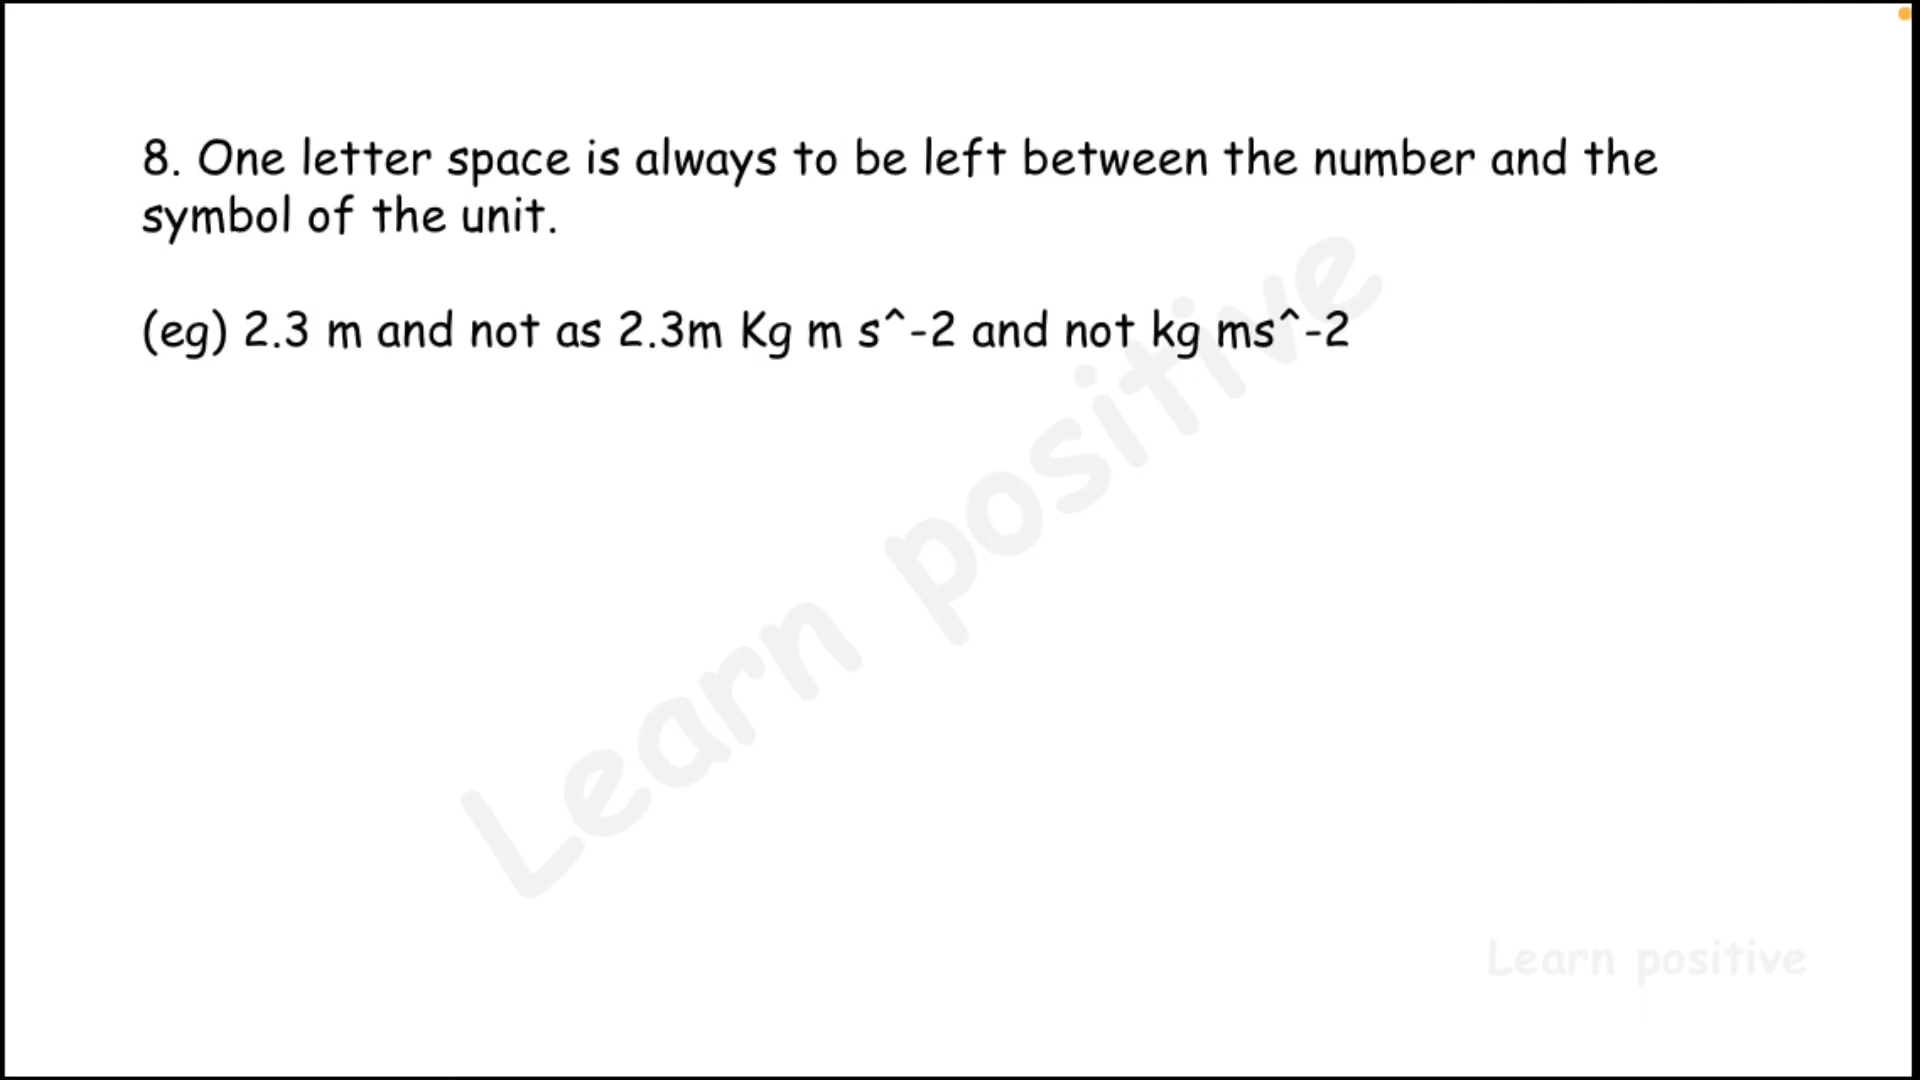 8. One letter space is always to be left between the number and the
symbol of the unit.
(eg) 2.3 m and not as 2.3m Kg m s^-2 and not kg ms^-2
Learn positive
Learn positive